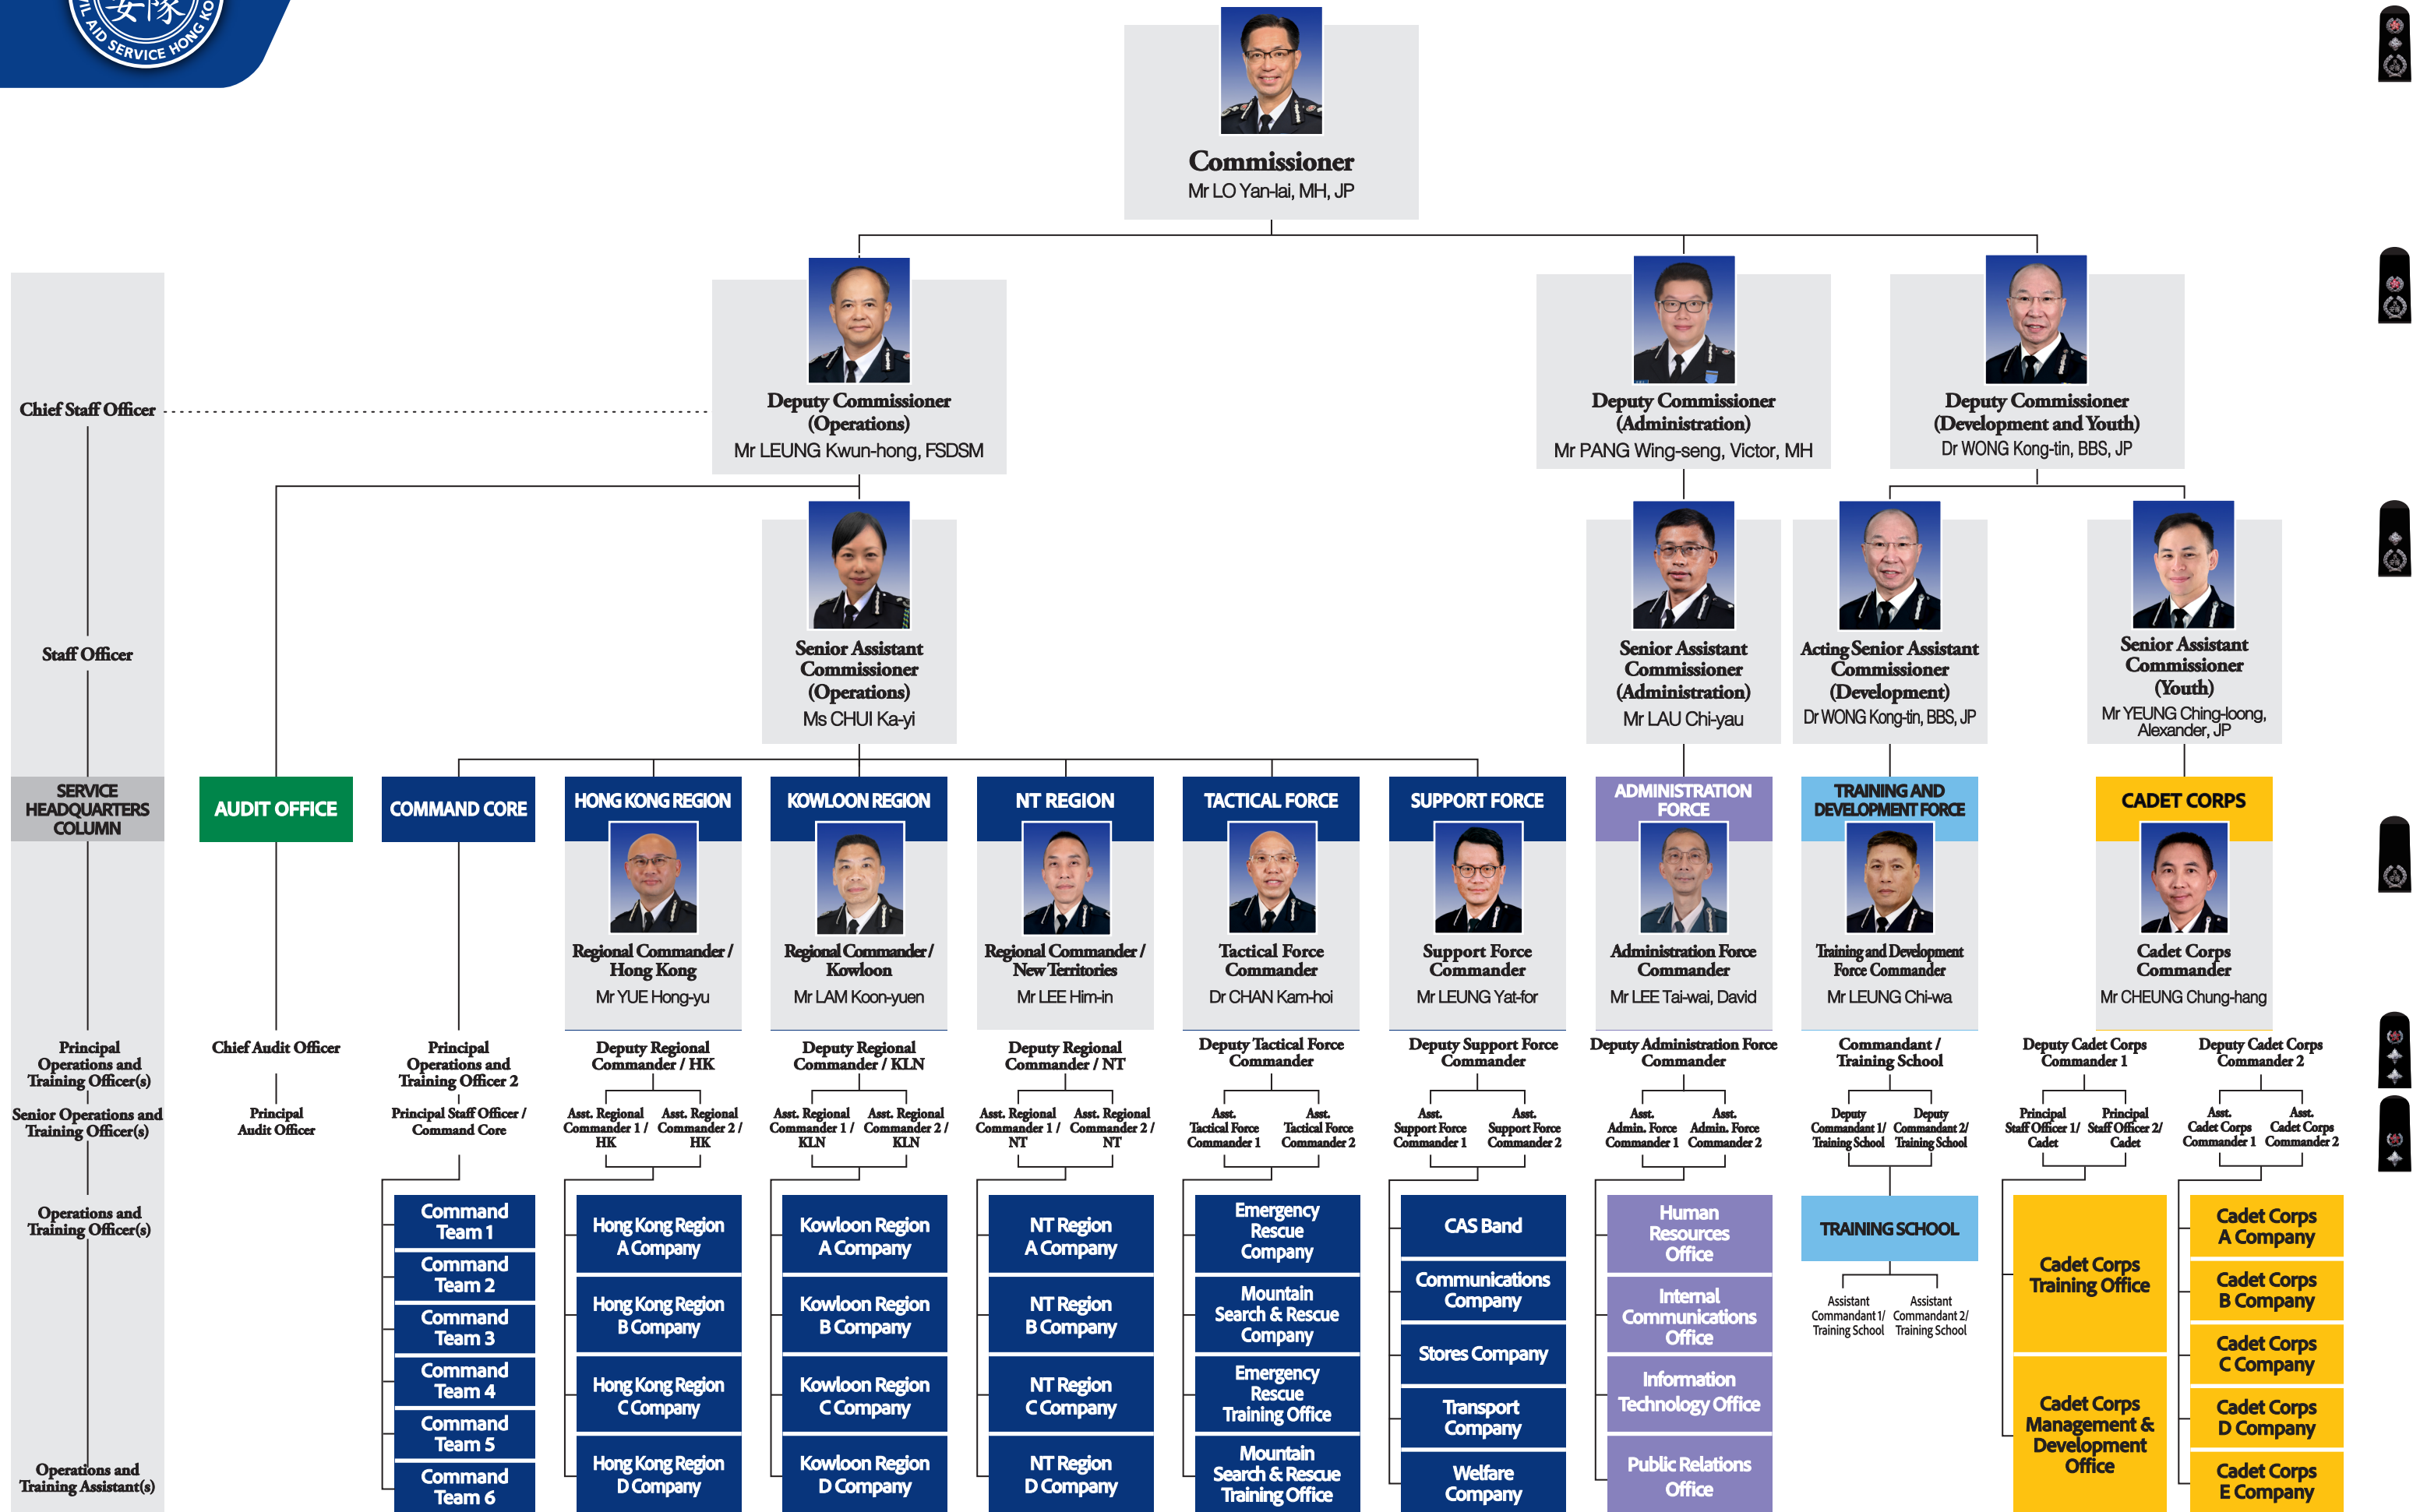 安隊
CIVIL AID SERVICE HONG KO
Commissioner
Mr LO Yan-lai, MH, JP
Chief Staff Officer
Deputy Commissioner
(Operations)
Mr LEUNG Kwun-hong, FSDSM
Deputy Commissioner
(Administration)
Mr PANG Wing-seng, Victor, MH
Deputy Commissioner
(Development and Youth)
Dr WONG Kong-tin, BBS, JP
Staff Officer
Senior Assistant
Commissioner
(Operations)
Ms CHUI Ka-yi
Senior Assistant
Commissioner
(Administration)
Mr LAU Chi-yau
Acting Senior Assistant
Commissioner
(Development)
Dr WONG Kong-tin, BBS, JP
Senior Assistant
Commissioner
(Youth)
Mr YEUNG Ching-loong,
Alexander, JP
SERVICE
HEADQUARTERS
COLUMN
AUDIT OFFICE
COMMAND CORE
HONG KONG REGION
KOWLOON REGION
NT REGION
TACTICAL FORCE
SUPPORT FORCE
ADMINISTRATION
FORCE
TRAINING AND
DEVELOPMENT FORCE
CADET CORPS
Regional Commander /
Hong Kong
Mr YUE Hong-yu
Regional Commander /
Kowloon
Mr LAM Koon-yuen
Regional Commander /
New Territories
Mr LEE Him-in
Tactical Force
Commander
Dr CHAN Kam-hoi
Support Force
Commander
Mr LEUNG Yat-for
Administration Force
Commander
Mr LEE Tai-wai, David
Training and Development
Force Commander
Mr LEUNG Chi-wa
Cadet Corps
Commander
Mr CHEUNG Chung-hang
Principal
Operations and
Training Officer(s)
Chief Audit Officer
Principal
Operations and
Training Officer 2
Deputy Regional
Commander / HK
Deputy Regional
Commander / KLN
Deputy Regional
Commander / NT
Deputy Tactical Force
Commander
Deputy Support Force
Commander
Deputy Administration Force
Commander
Commandant /
Training School
Deputy Cadet Corps
Commander 1
Deputy Cadet Corps
Commander 2
Senior Operations and
Training Officer(s)
Principal
Audit Officer
Principal Staff Officer /
Command Core
Asst. Regional
Commander 1 /
HK
Asst. Regional
Commander 2 /
HK
Asst. Regional
Commander 1 /
KLN
Asst. Regional
Commander 2 /
KLN
Asst. Regional
Commander 1 /
NT
Asst. Regional
Commander 2 /
NT
Asst.
Tactical Force
Commander 1
Asst.
Tactical Force
Commander 2
Asst.
Support Force
Commander 1
Asst.
Support Force
Commander 2
Asst.
Admin. Force
Commander 1
Asst.
Admin. Force
Commander 2
Deputy
Commandant 1/
Training School
Deputy
Commandant 2/
Training School
Principal
Staff Officer 1/
Cadet
Principal
Staff Officer 2/
Cadet
Asst.
Cadet Corps
Commander 1
Asst.
Cadet Corps
Commander 2
Operations and
Training Officer(s)
Operations and
Training Assistant(s)
Command
Team 1
Command
Team 2
Command
Team 3
Command
Team 4
Command
Team 5
Command
Team 6
Hong Kong Region
A Company
Hong Kong Region
B Company
Hong Kong Region
C Company
Hong Kong Region
D Company
Kowloon Region
A Company
Kowloon Region
B Company
Kowloon Region
C Company
Kowloon Region
D Company
NT Region
A Company
NT Region
B Company
NT Region
C Company
NT Region
D Company
Emergency
Rescue
Company
Mountain
Search & Rescue
Company
Emergency
Rescue
Training Office
Mountain
Search & Rescue
Training Office
CAS Band
Communications
Company
Stores Company
Transport
Company
Welfare
Company
Human
Resources
Office
Internal
Communications
Office
Information
Technology Office
Public Relations
Office
TRAINING SCHOOL
Assistant
Commandant 1/
Training School
Assistant
Commandant 2/
Training School
Cadet Corps
Training Office
Cadet Corps
Management &
Development
Office
Cadet Corps
A Company
Cadet Corps
B Company
Cadet Corps
C Company
Cadet Corps
D Company
Cadet Corps
E Company